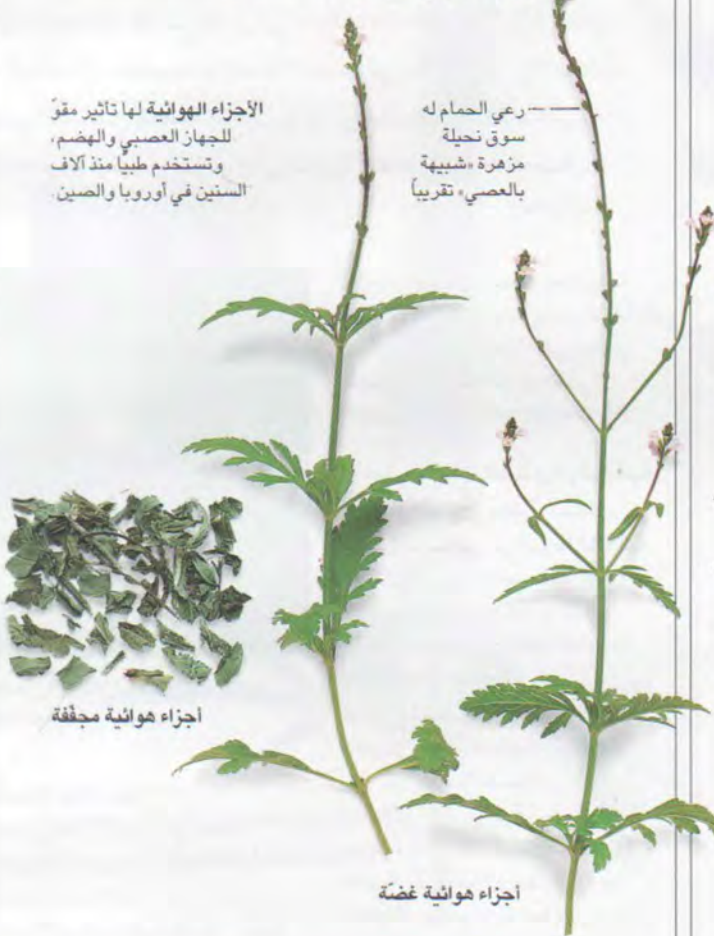 رعي الحمام له
سوق نحيلة
مزهرة «شبيهة
بالعصي» تقريباً
الأجزاء الهوائية لها تأثير مقوّ
للجهاز العصبي والهضم،
وتستخدم طبياً منذ آلاف
السنين في أوروبا والصين.
أجزاء هوائية مجفّفة
أجزاء هوائية غضّة